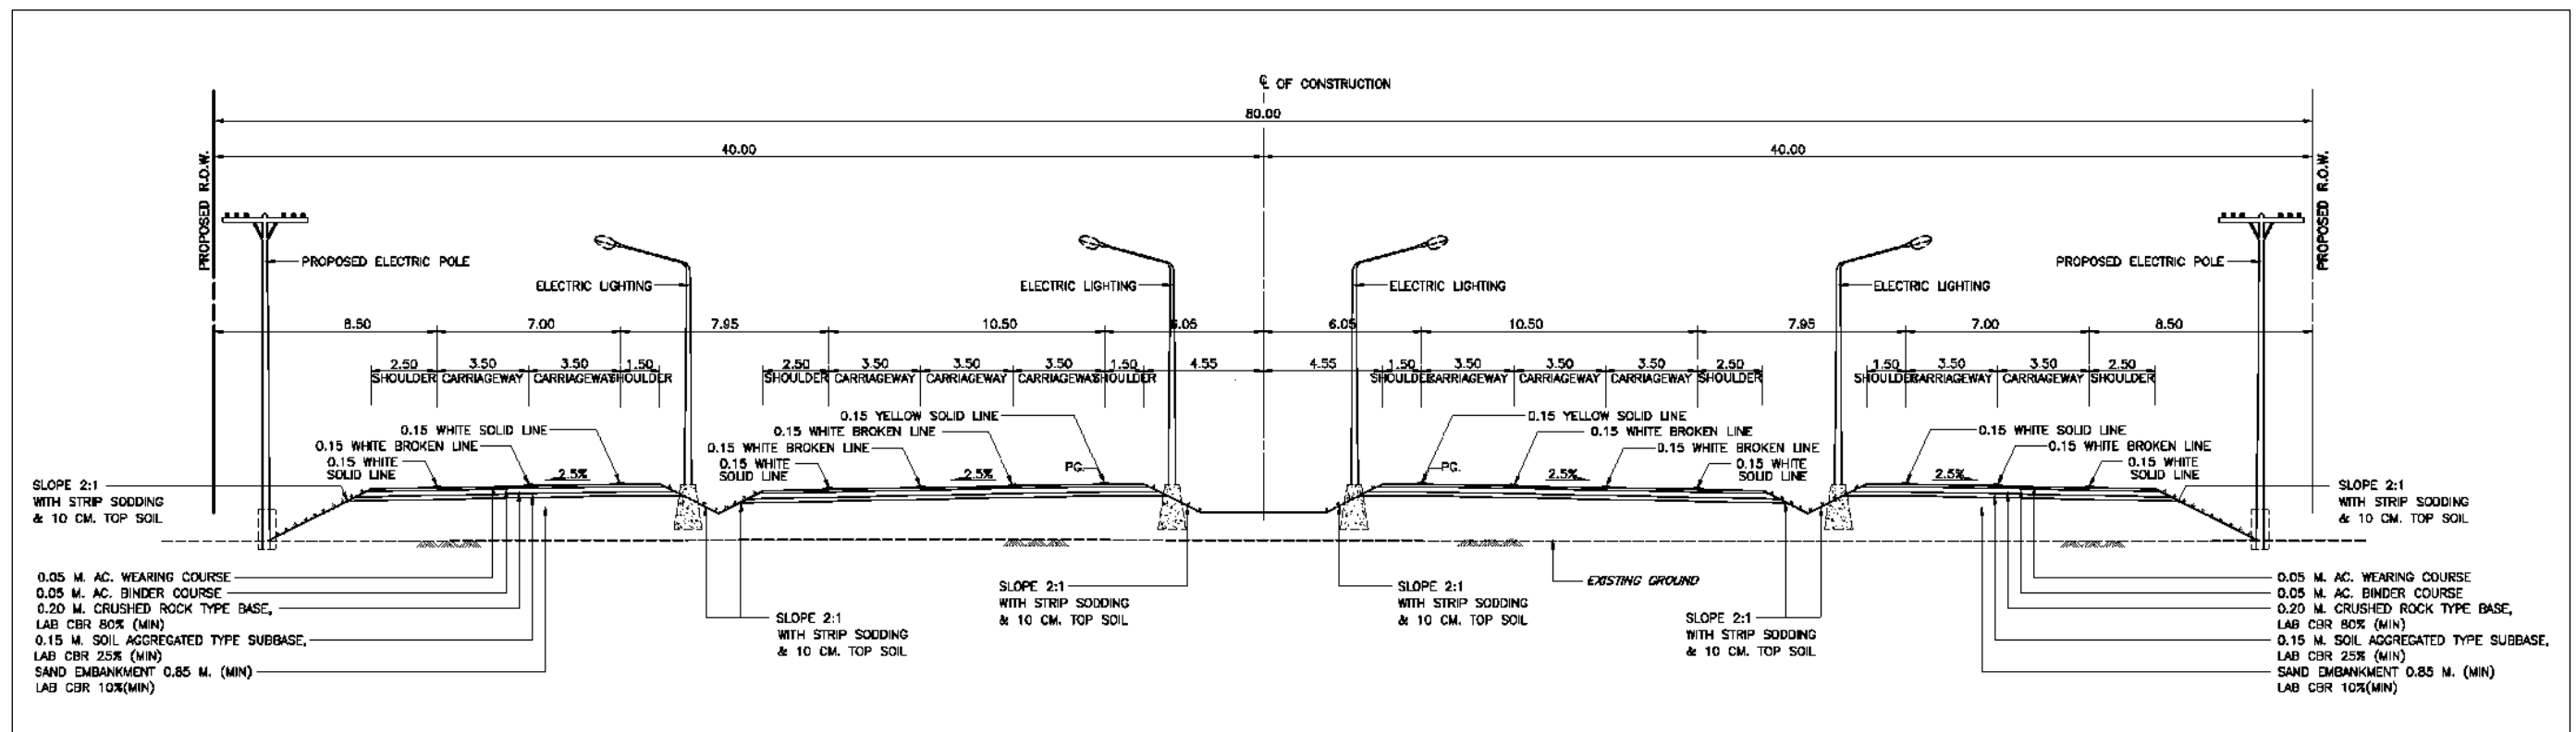 ℄ OF CONSTRUCTION
80.00
40.00 40.00
PROPOSED R.O.W.
PROPOSED R.O.W.
PROPOSED ELECTRIC POLE
PROPOSED ELECTRIC POLE
ELECTRIC LIGHTING
ELECTRIC LIGHTING
ELECTRIC LIGHTING
ELECTRIC LIGHTING
8.50 7.00 7.95 10.50 6.05 6.05 10.50 7.95 7.00 8.50
2.50 3.50 3.50 1.50 2.50 3.50 3.50 3.50 1.50 4.55 4.55 1.50 3.50 3.50 3.50 2.50 1.50 3.50 3.50 2.50
SHOULDER CARRIAGEWAY CARRIAGEWAY SHOULDER SHOULDER CARRIAGEWAY CARRIAGEWAY CARRIAGEWAY SHOULDER SHOULDER CARRIAGEWAY CARRIAGEWAY CARRIAGEWAY SHOULDER SHOULDER CARRIAGEWAY CARRIAGEWAY SHOULDER
0.15 WHITE SOLID LINE
0.15 WHITE BROKEN LINE
0.15 WHITE
SOLID LINE
2.5%
0.15 YELLOW SOLID LINE
0.15 WHITE BROKEN LINE
0.15 WHITE BROKEN LINE
0.15 WHITE
SOLID LINE
2.5%
PG.
0.15 YELLOW SOLID LINE
0.15 WHITE BROKEN LINE
0.15 WHITE BROKEN LINE
0.15 WHITE
SOLID LINE
PG.
2.5%
0.15 WHITE SOLID LINE
0.15 WHITE BROKEN LINE
0.15 WHITE
SOLID LINE
2.5%
SLOPE 2:1
WITH STRIP SODDING
& 10 CM. TOP SOIL
SLOPE 2:1
WITH STRIP SODDING
& 10 CM. TOP SOIL
0.05 M. AC. WEARING COURSE
0.05 M. AC. BINDER COURSE
0.20 M. CRUSHED ROCK TYPE BASE,
LAB CBR 80% (MIN)
0.15 M. SOIL AGGREGATED TYPE SUBBASE,
LAB CBR 25% (MIN)
SAND EMBANKMENT 0.85 M. (MIN)
LAB CBR 10%(MIN)
SLOPE 2:1
WITH STRIP SODDING
& 10 CM. TOP SOIL
SLOPE 2:1
WITH STRIP SODDING
& 10 CM. TOP SOIL
SLOPE 2:1
WITH STRIP SODDING
& 10 CM. TOP SOIL
EXISTING GROUND
SLOPE 2:1
WITH STRIP SODDING
& 10 CM. TOP SOIL
0.05 M. AC. WEARING COURSE
0.05 M. AC. BINDER COURSE
0.20 M. CRUSHED ROCK TYPE BASE,
LAB CBR 80% (MIN)
0.15 M. SOIL AGGREGATED TYPE SUBBASE,
LAB CBR 25% (MIN)
SAND EMBANKMENT 0.85 M. (MIN)
LAB CBR 10%(MIN)